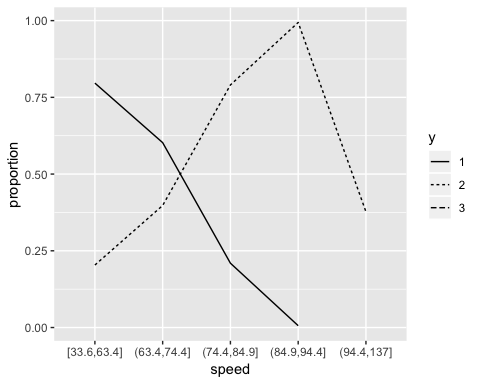 1.00
0.75
0.50
0.25
0.00
proportion
[33.6,63.4] (63.4,74.4] (74.4,84.9] (84.9,94.4] (94.4,137]
speed
y
1
2
3